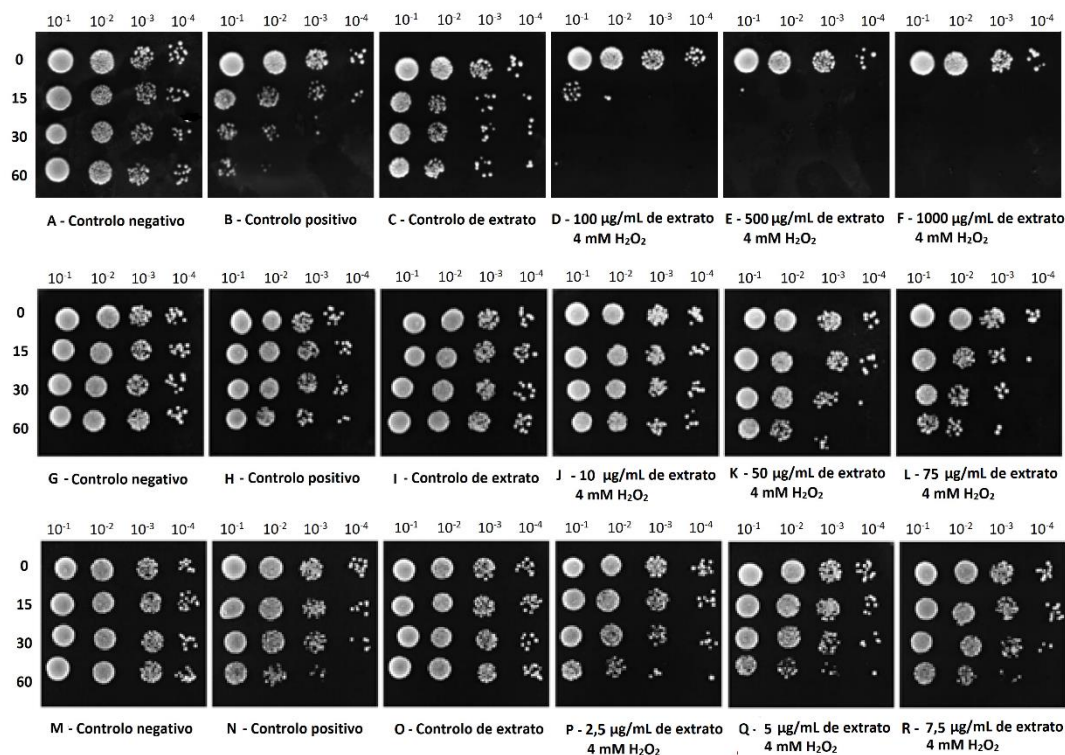 10-1 10-2 10-3 10-4 10-1 10-2 10-3 10-4 10-1 10-2 10-3 10-4 10-1 10-2 10-3 10-4 10-1 10-2 10-3 10-4 10-1 10-2 10-3 10-4
0
15
30
60
A - Controlo negativo B - Controlo positivo C - Controlo de extrato D - 100 µg/mL de extrato E - 500 µg/mL de extrato F - 1000 µg/mL de extrato
4 mM H₂O₂ 4 mM H₂O₂ 4 mM H₂O₂
10-1 10-2 10-3 10-4 10-1 10-2 10-3 10-4 10-1 10-2 10-3 10-4 10-1 10-2 10-3 10-4 10-1 10-2 10-3 10-4 10-1 10-2 10-3 10-4
0
15
30
60
G - Controlo negativo H - Controlo positivo I - Controlo de extrato J - 10 µg/mL de extrato K - 50 µg/mL de extrato L - 75 µg/mL de extrato
4 mM H₂O₂ 4 mM H₂O₂ 4 mM H₂O₂
10-1 10-2 10-3 10-4 10-1 10-2 10-3 10-4 10-1 10-2 10-3 10-4 10-1 10-2 10-3 10-4 10-1 10-2 10-3 10-4 10-1 10-2 10-3 10-4
0
15
30
60
M - Controlo negativo N - Controlo positivo O - Controlo de extrato P - 2,5 µg/mL de extrato Q - 5 µg/mL de extrato R - 7,5 µg/mL de extrato
4 mM H₂O₂ 4 mM H₂O₂ 4 mM H₂O₂